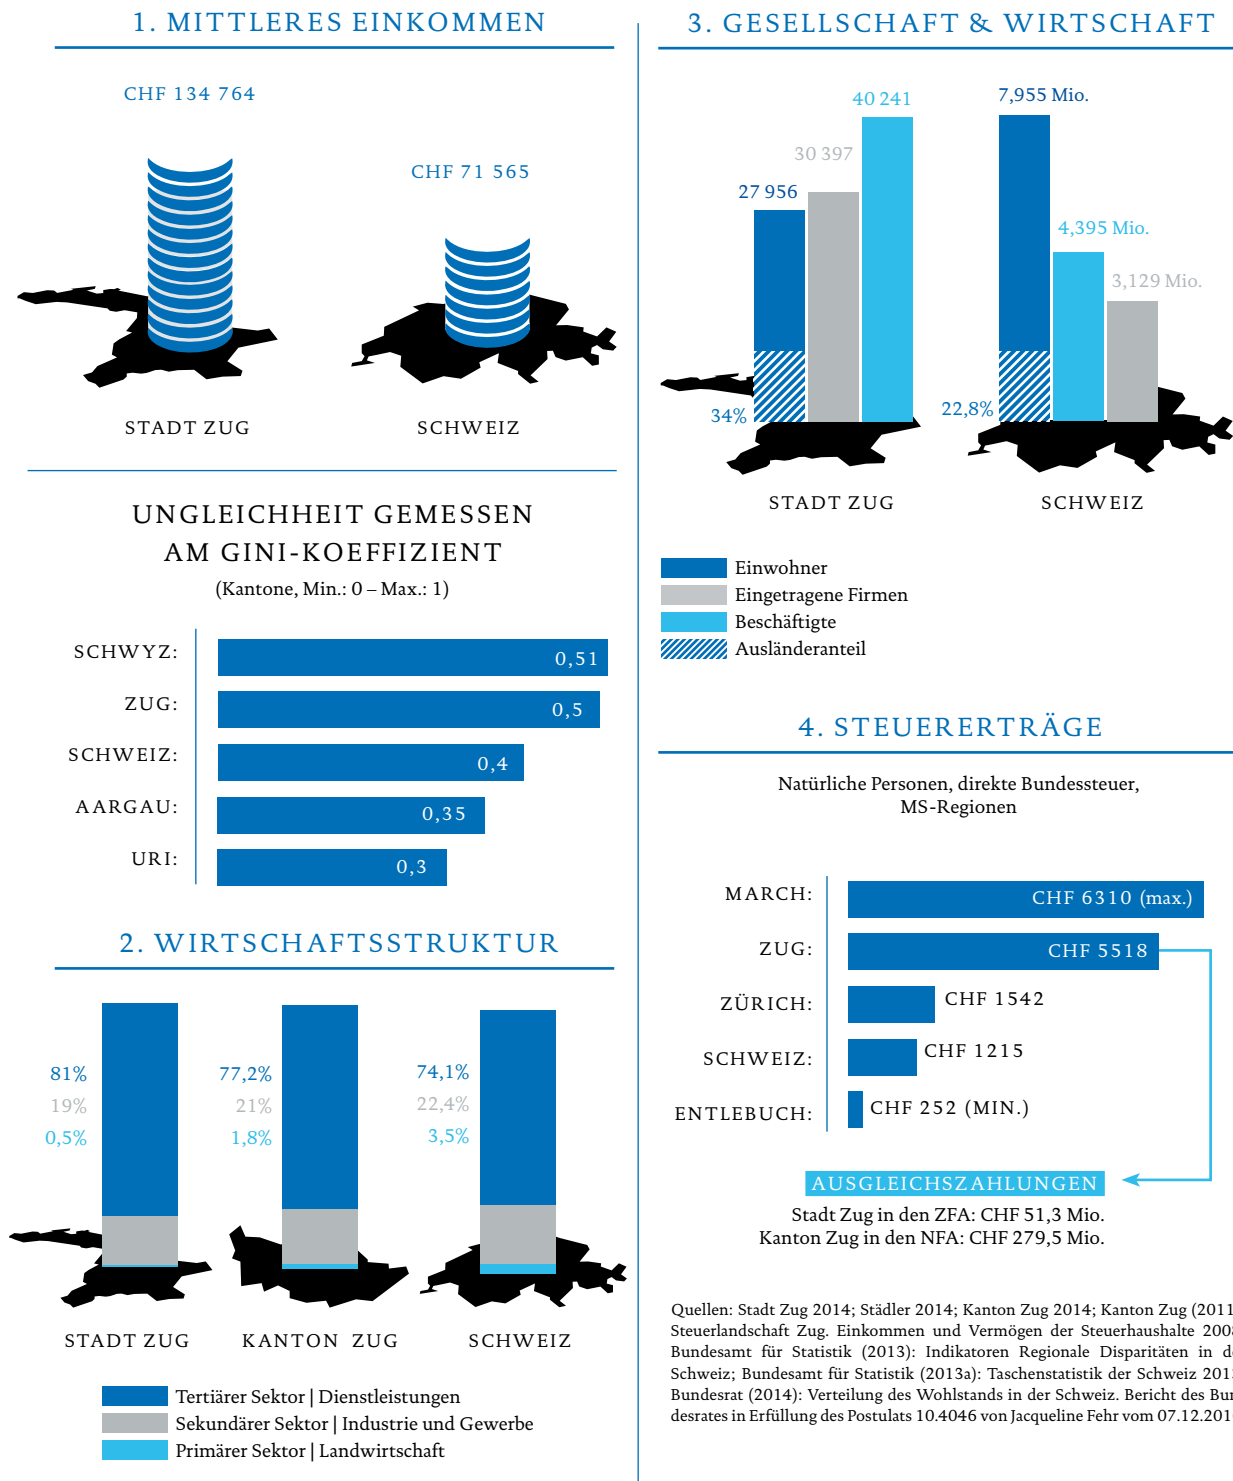 1. MITTLERES EINKOMMEN
CHF 134 764
CHF 71 565
STADT ZUG
SCHWEIZ
UNGLEICHHEIT GEMESSEN
AM GINI-KOEFFIZIENT
(Kantone, Min.: 0 – Max.: 1)
SCHWYZ: 0,51
ZUG: 0,5
SCHWEIZ: 0,4
AARGAU: 0,35
URI: 0,3
2. WIRTSCHAFTSSTRUKTUR
81%
19%
0,5%
77,2%
21%
1,8%
74,1%
22,4%
3,5%
STADT ZUG
KANTON ZUG
SCHWEIZ
Tertiärer Sektor | Dienstleistungen
Sekundärer Sektor | Industrie und Gewerbe
Primärer Sektor | Landwirtschaft
3. GESELLSCHAFT & WIRTSCHAFT
27 956
30 397
40 241
34%
7,955 Mio.
4,395 Mio.
3,129 Mio.
22,8%
STADT ZUG
SCHWEIZ
Einwohner
Eingetragene Firmen
Beschäftigte
Ausländeranteil
4. STEUERERTRÄGE
Natürliche Personen, direkte Bundessteuer,
MS-Regionen
MARCH: CHF 6310 (max.)
ZUG: CHF 5518
ZÜRICH: CHF 1542
SCHWEIZ: CHF 1215
ENTLEBUCH: CHF 252 (MIN.)
AUSGLEICHSZAHLUNGEN
Stadt Zug in den ZFA: CHF 51,3 Mio.
Kanton Zug in den NFA: CHF 279,5 Mio.
Quellen: Stadt Zug 2014; Städler 2014; Kanton Zug 2014; Kanton Zug (2011
Steuerlandschaft Zug. Einkommen und Vermögen der Steuerhaushalte 2008
Bundesamt für Statistik (2013): Indikatoren Regionale Disparitäten in de
Schweiz; Bundesamt für Statistik (2013a): Taschenstatistik der Schweiz 2013
Bundesrat (2014): Verteilung des Wohlstands in der Schweiz. Bericht des Bun
desrates in Erfüllung des Postulats 10.4046 von Jacqueline Fehr vom 07.12.2010